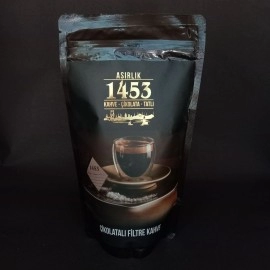 ASIRLIK
1453
KAHVE - ÇİKOLATA - TATLI
ÇİKOLATALI FİLTRE KAHVE